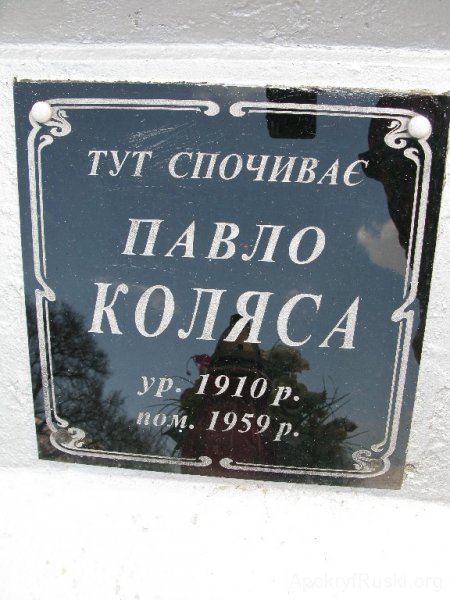 ТУТ СПОЧИВАЄ
ПАВЛО
КОЛЯСА
ур. 1910 р.
пом. 1959 р.
ApokryfRuski.org